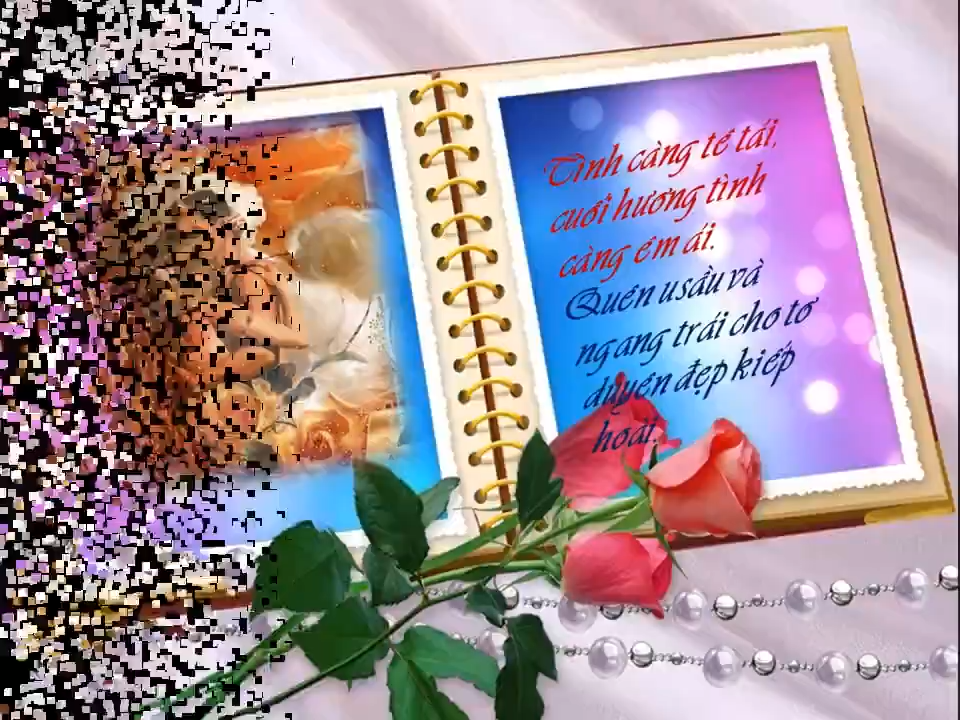 Tình càng tê tái,
cười hương tình
càng êm ái.
Quên u sầu và
ngang trái cho tơ
duyên đẹp kiếp
hoài.